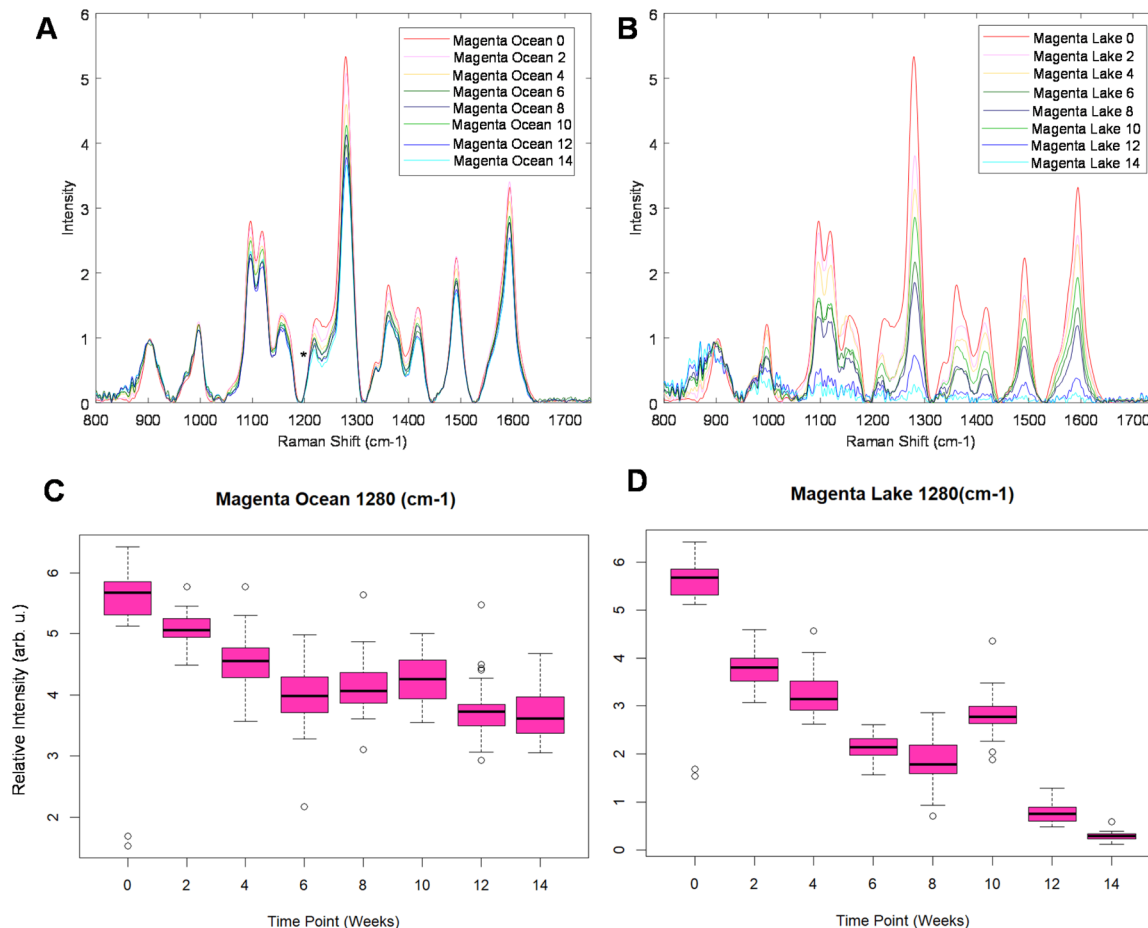 A
6
5
4
3
2
1
0
Intensity
Magenta Ocean 0
Magenta Ocean 2
Magenta Ocean 4
Magenta Ocean 6
Magenta Ocean 8
Magenta Ocean 10
Magenta Ocean 12
Magenta Ocean 14
*
800 900 1000 1100 1200 1300 1400 1500 1600 1700
Raman Shift (cm-1)
B
6
5
4
3
2
1
0
Intensity
Magenta Lake 0
Magenta Lake 2
Magenta Lake 4
Magenta Lake 6
Magenta Lake 8
Magenta Lake 10
Magenta Lake 12
Magenta Lake 14
800 900 1000 1100 1200 1300 1400 1500 1600 1700
Raman Shift (cm-1)
C
Magenta Ocean 1280 (cm-1)
Relative Intensity (arb. u.)
6
5
4
3
2
0 2 4 6 8 10 12 14
Time Point (Weeks)
D
Magenta Lake 1280(cm-1)
6
5
4
3
2
1
0
0 2 4 6 8 10 12 14
Time Point (Weeks)